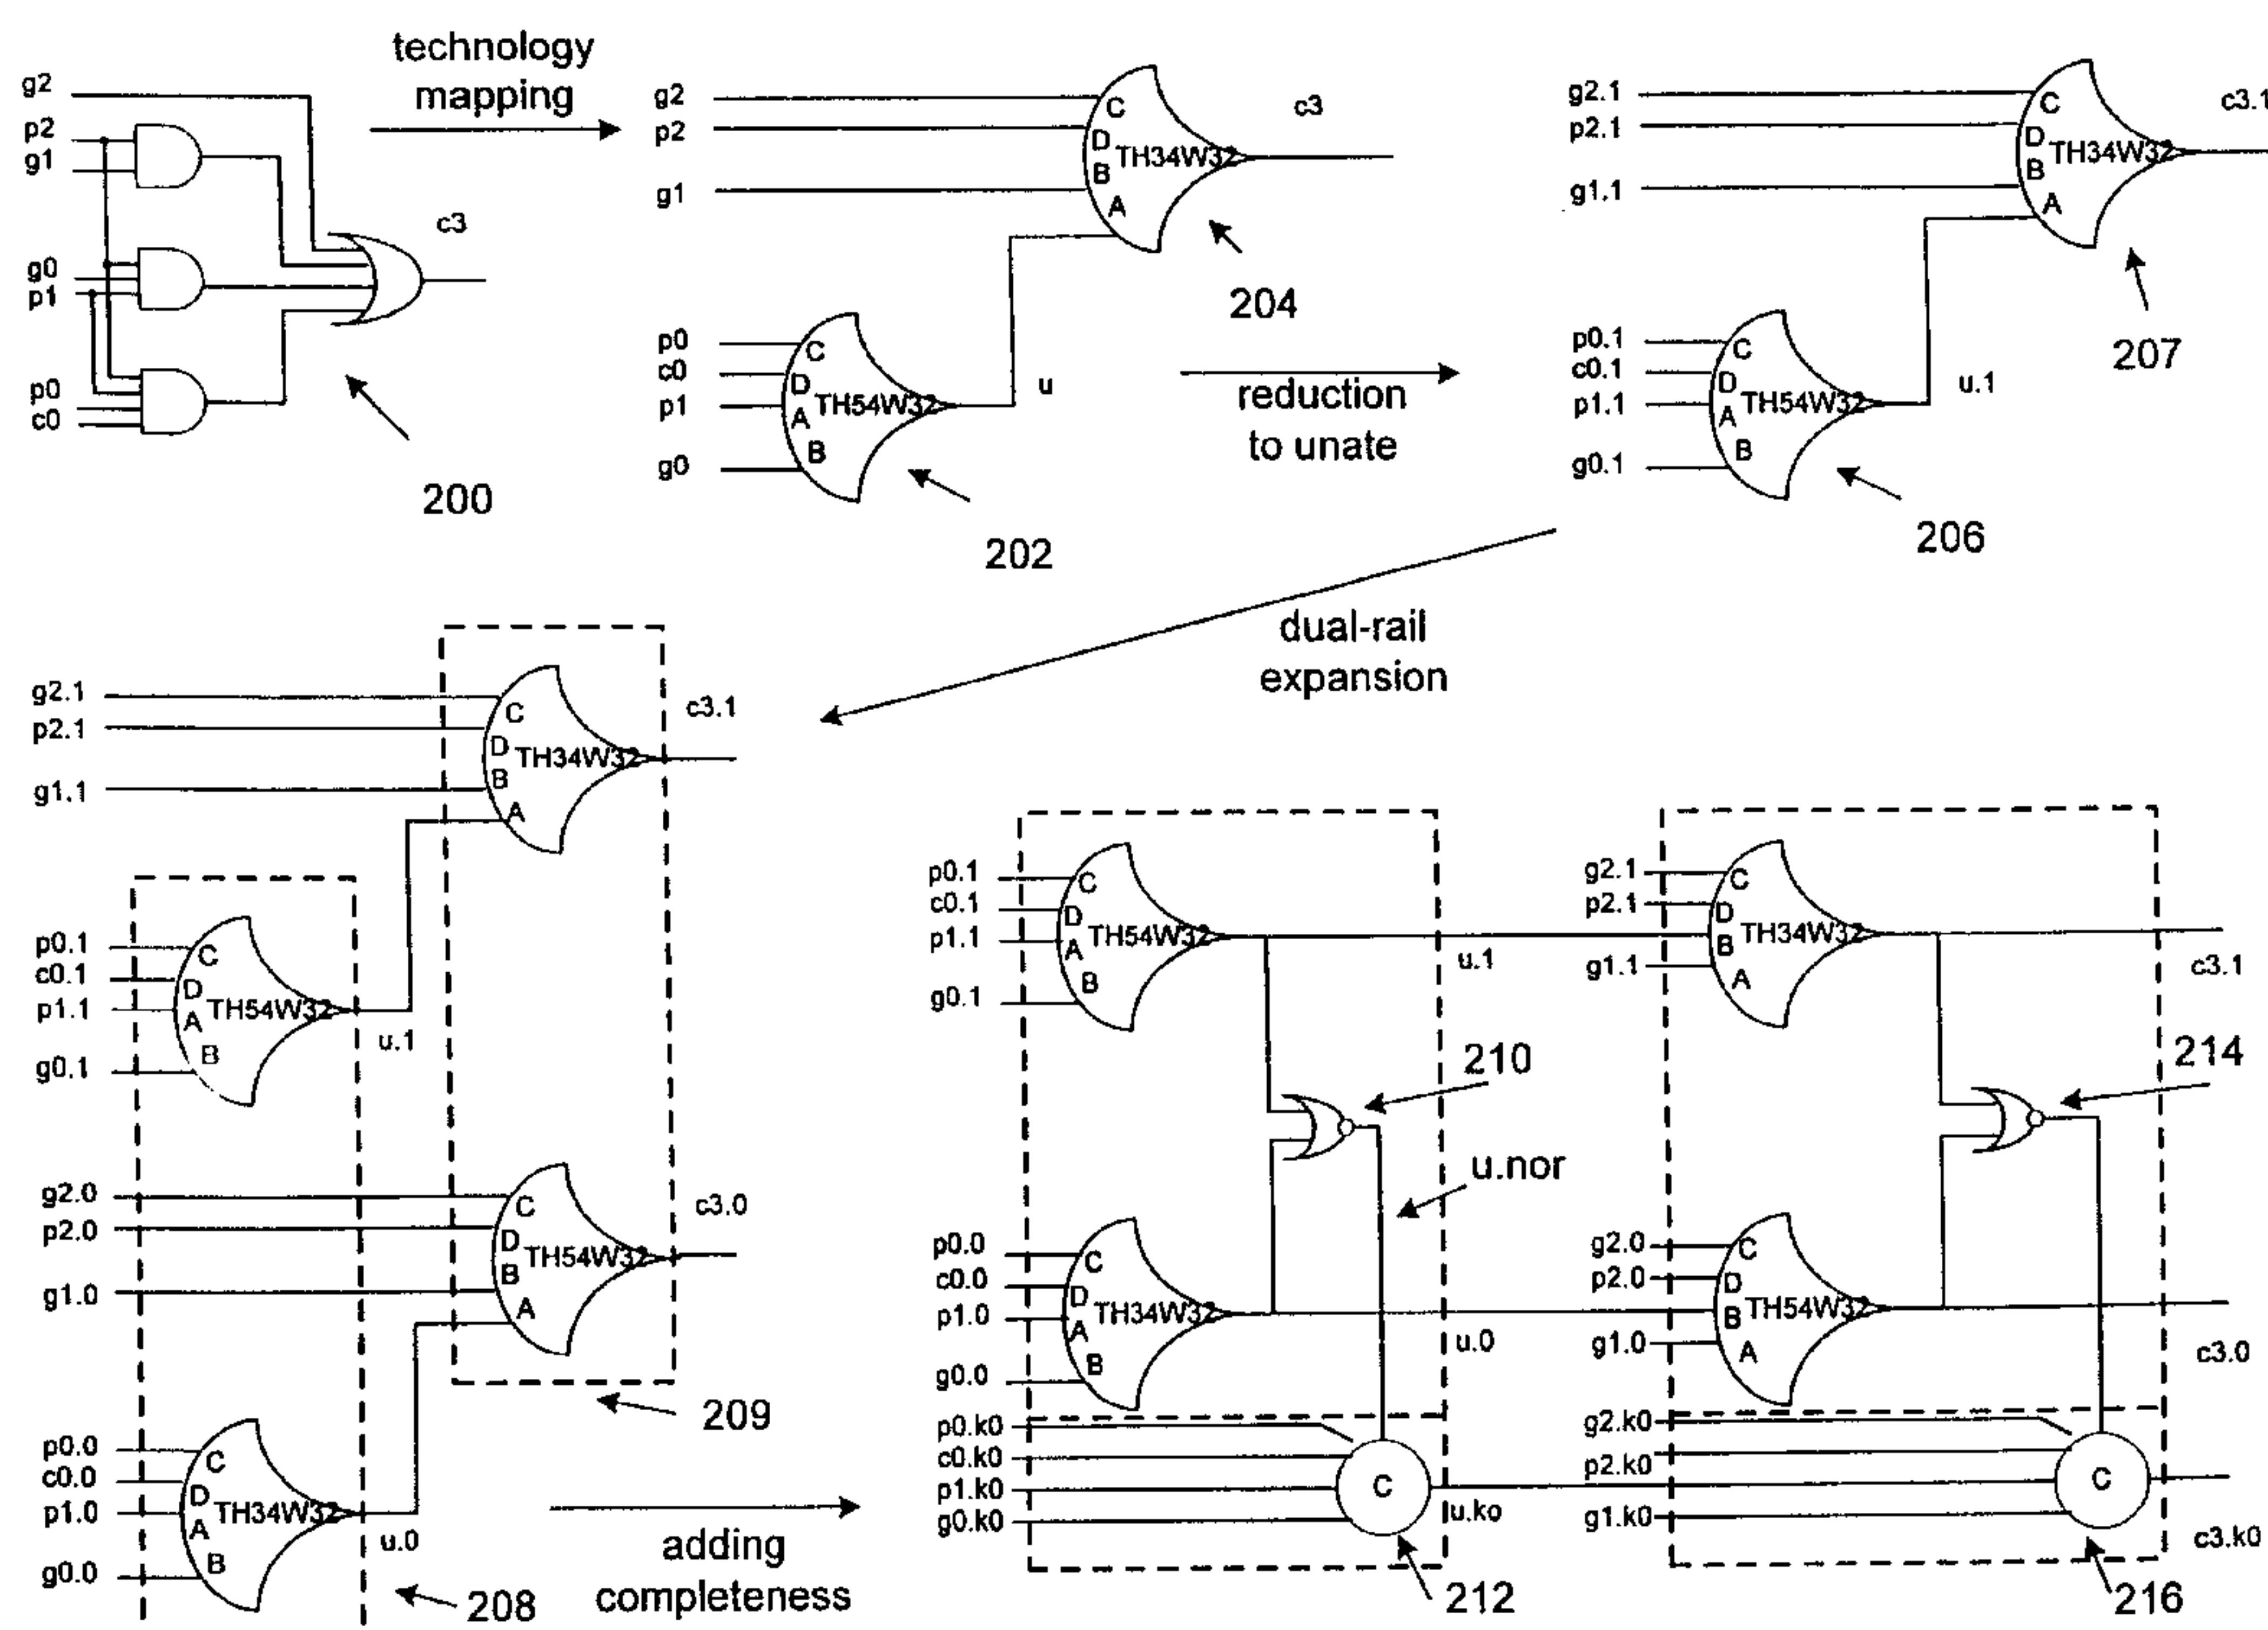 technology
mapping
g2
p2
g1
g0
p1
p0
c0
c3
200
g2
p2
g1
C
D
B
A
TH34W32
c3
204
p0
c0
p1
g0
C
D
A
B
TH54W32
u
202
reduction
to unate
g2.1
p2.1
g1.1
C
D
B
A
TH34W32
c3.1
207
p0.1
c0.1
p1.1
g0.1
C
D
A
B
TH54W32
u.1
206
dual-rail
expansion
g2.1
p2.1
g1.1
C
D
B
A
TH34W32
c3.1
p0.1
c0.1
p1.1
g0.1
C
D
A
B
TH54W32
u.1
g2.0
p2.0
g1.0
C
D
B
A
TH54W32
c3.0
209
p0.0
c0.0
p1.0
g0.0
C
D
A
B
TH34W32
u.0
208
adding
completeness
p0.1
c0.1
p1.1
g0.1
C
D
A
B
TH54W32
u.1
210
u.nor
p0.0
c0.0
p1.0
g0.0
C
D
A
B
TH34W32
u.0
p0.k0
c0.k0
p1.k0
g0.k0
C
u.ko
212
g2.1
p2.1
g1.1
C
D
B
A
TH34W32
c3.1
214
g2.0
p2.0
g1.0
C
D
B
A
TH54W32
c3.0
g2.k0
p2.k0
g1.k0
C
c3.k0
216